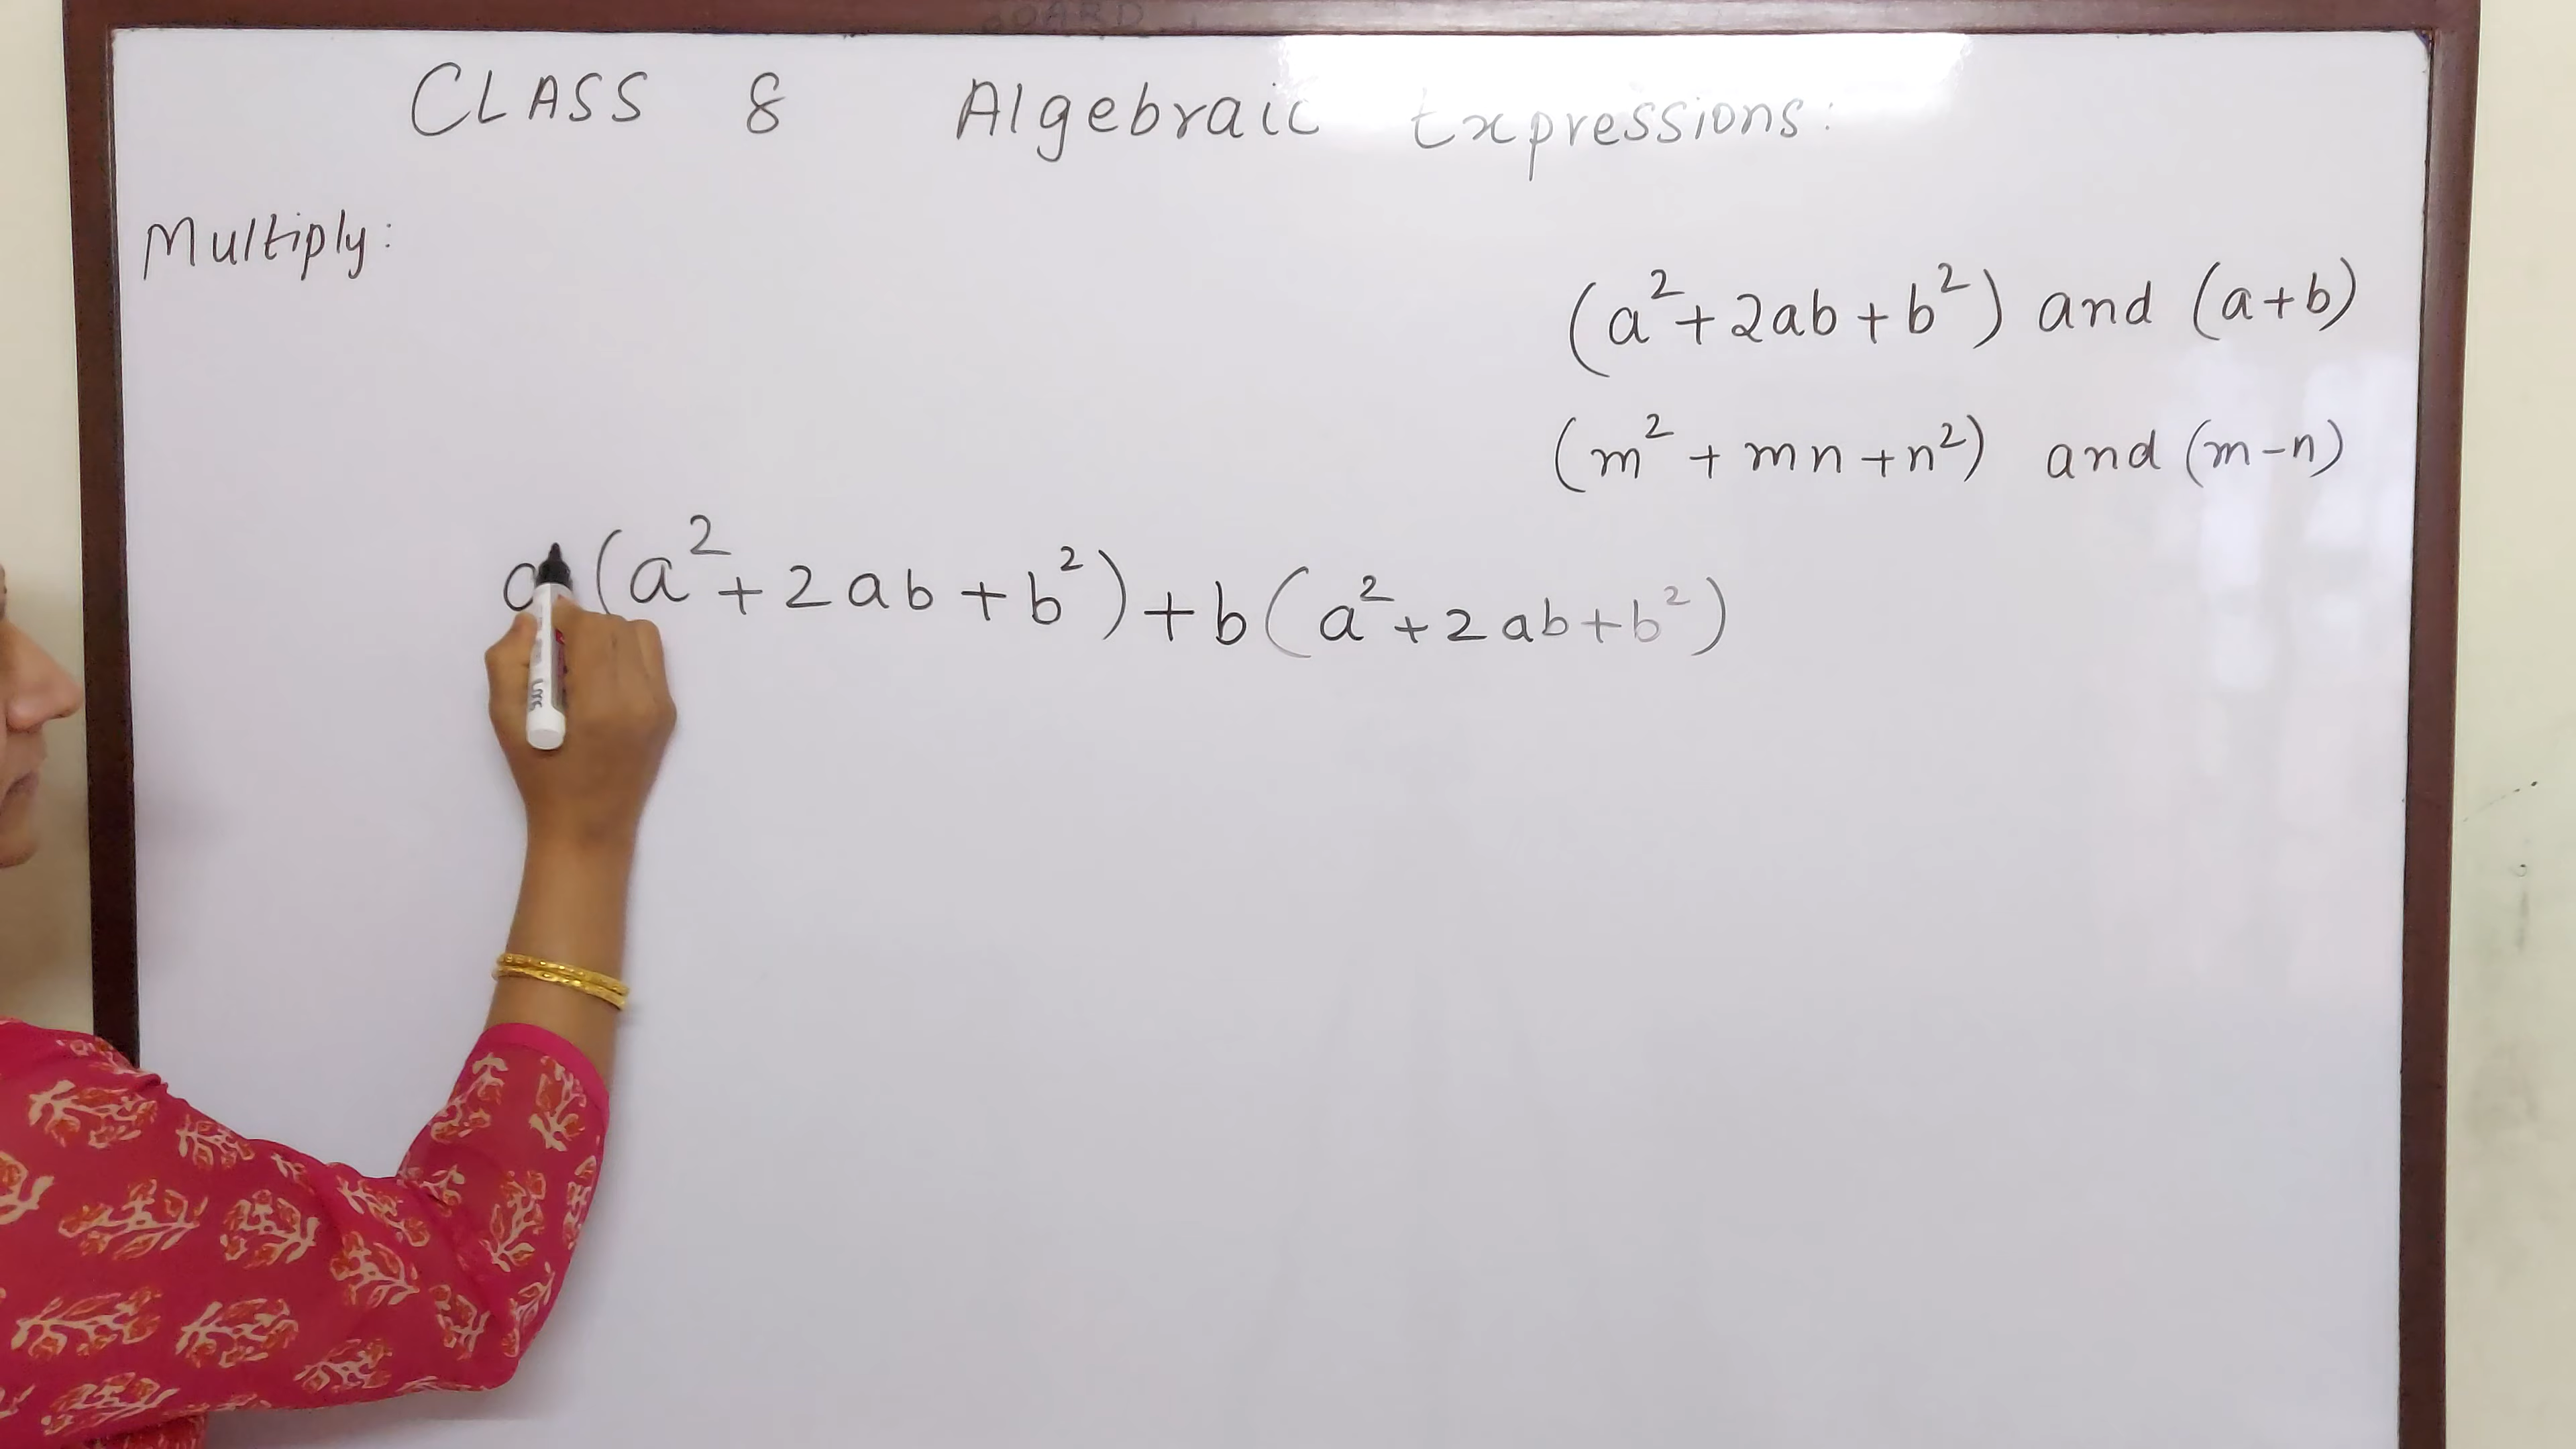 BOARD
CLASS 8 Algebraic Expressions:
Multiply:
(a²+2ab+b²) and (a+b)
(m²+mn+n²) and (m-n)
a(a²+2ab+b²)+b(a²+2ab+b²)